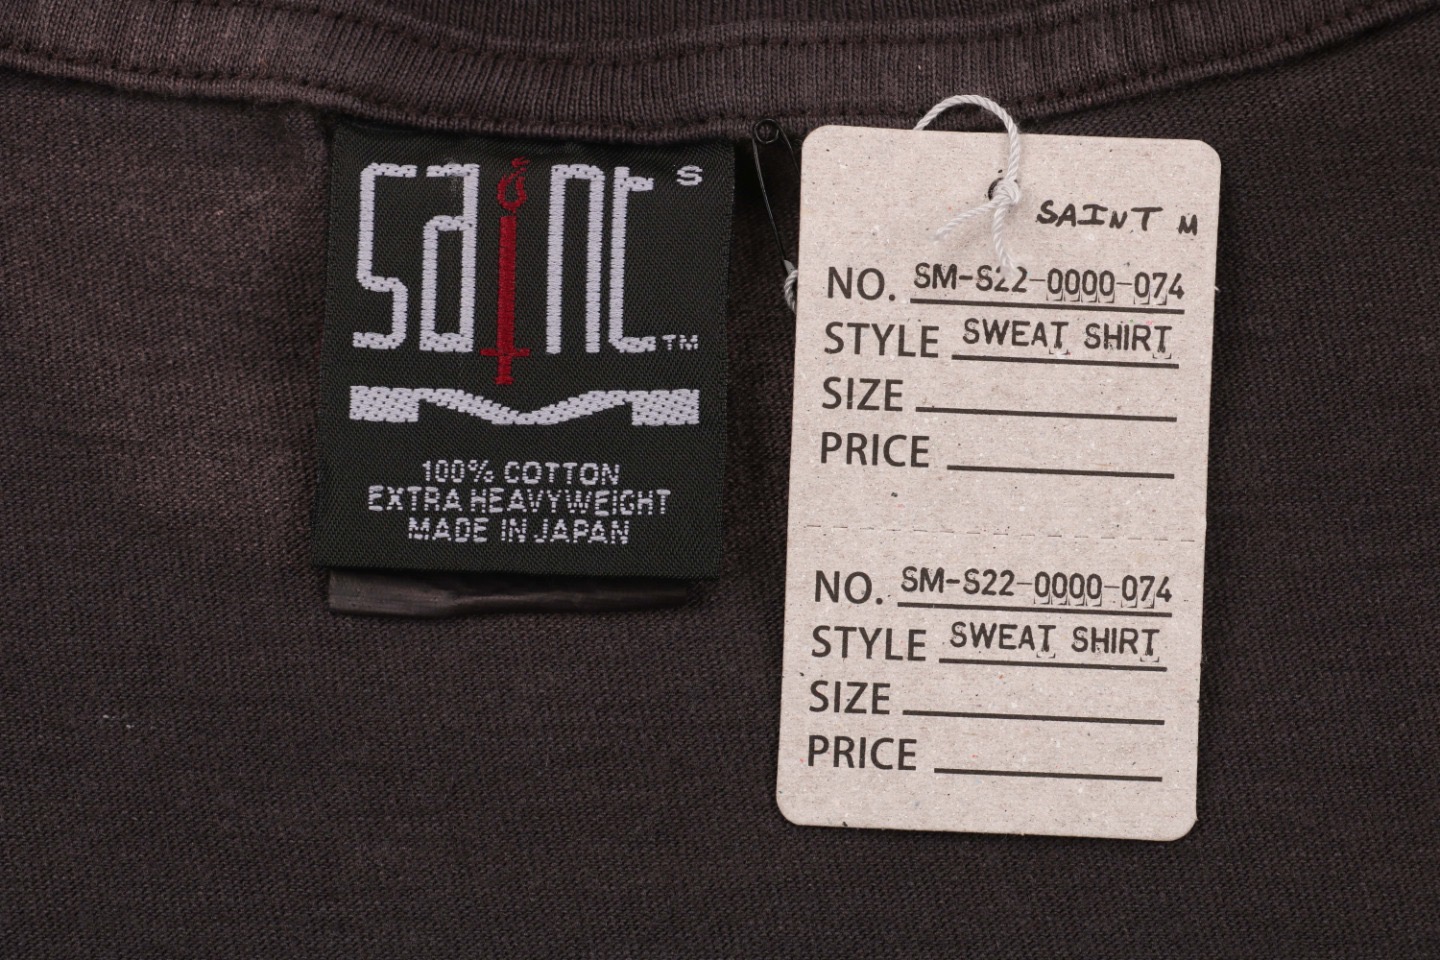 saint S
TM
100% COTTON
EXTRA HEAVYWEIGHT
MADE IN JAPAN
SAINT M
NO. SM-S22-0000-074
STYLE SWEAT SHIRT
SIZE
PRICE
NO. SM-S22-0000-074
STYLE SWEAT SHIRT
SIZE
PRICE